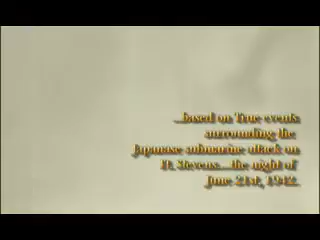 ...based on True events
surrounding the
Japanese submarine attack on
Ft. Stevens....the night of
June 21st, 1942.